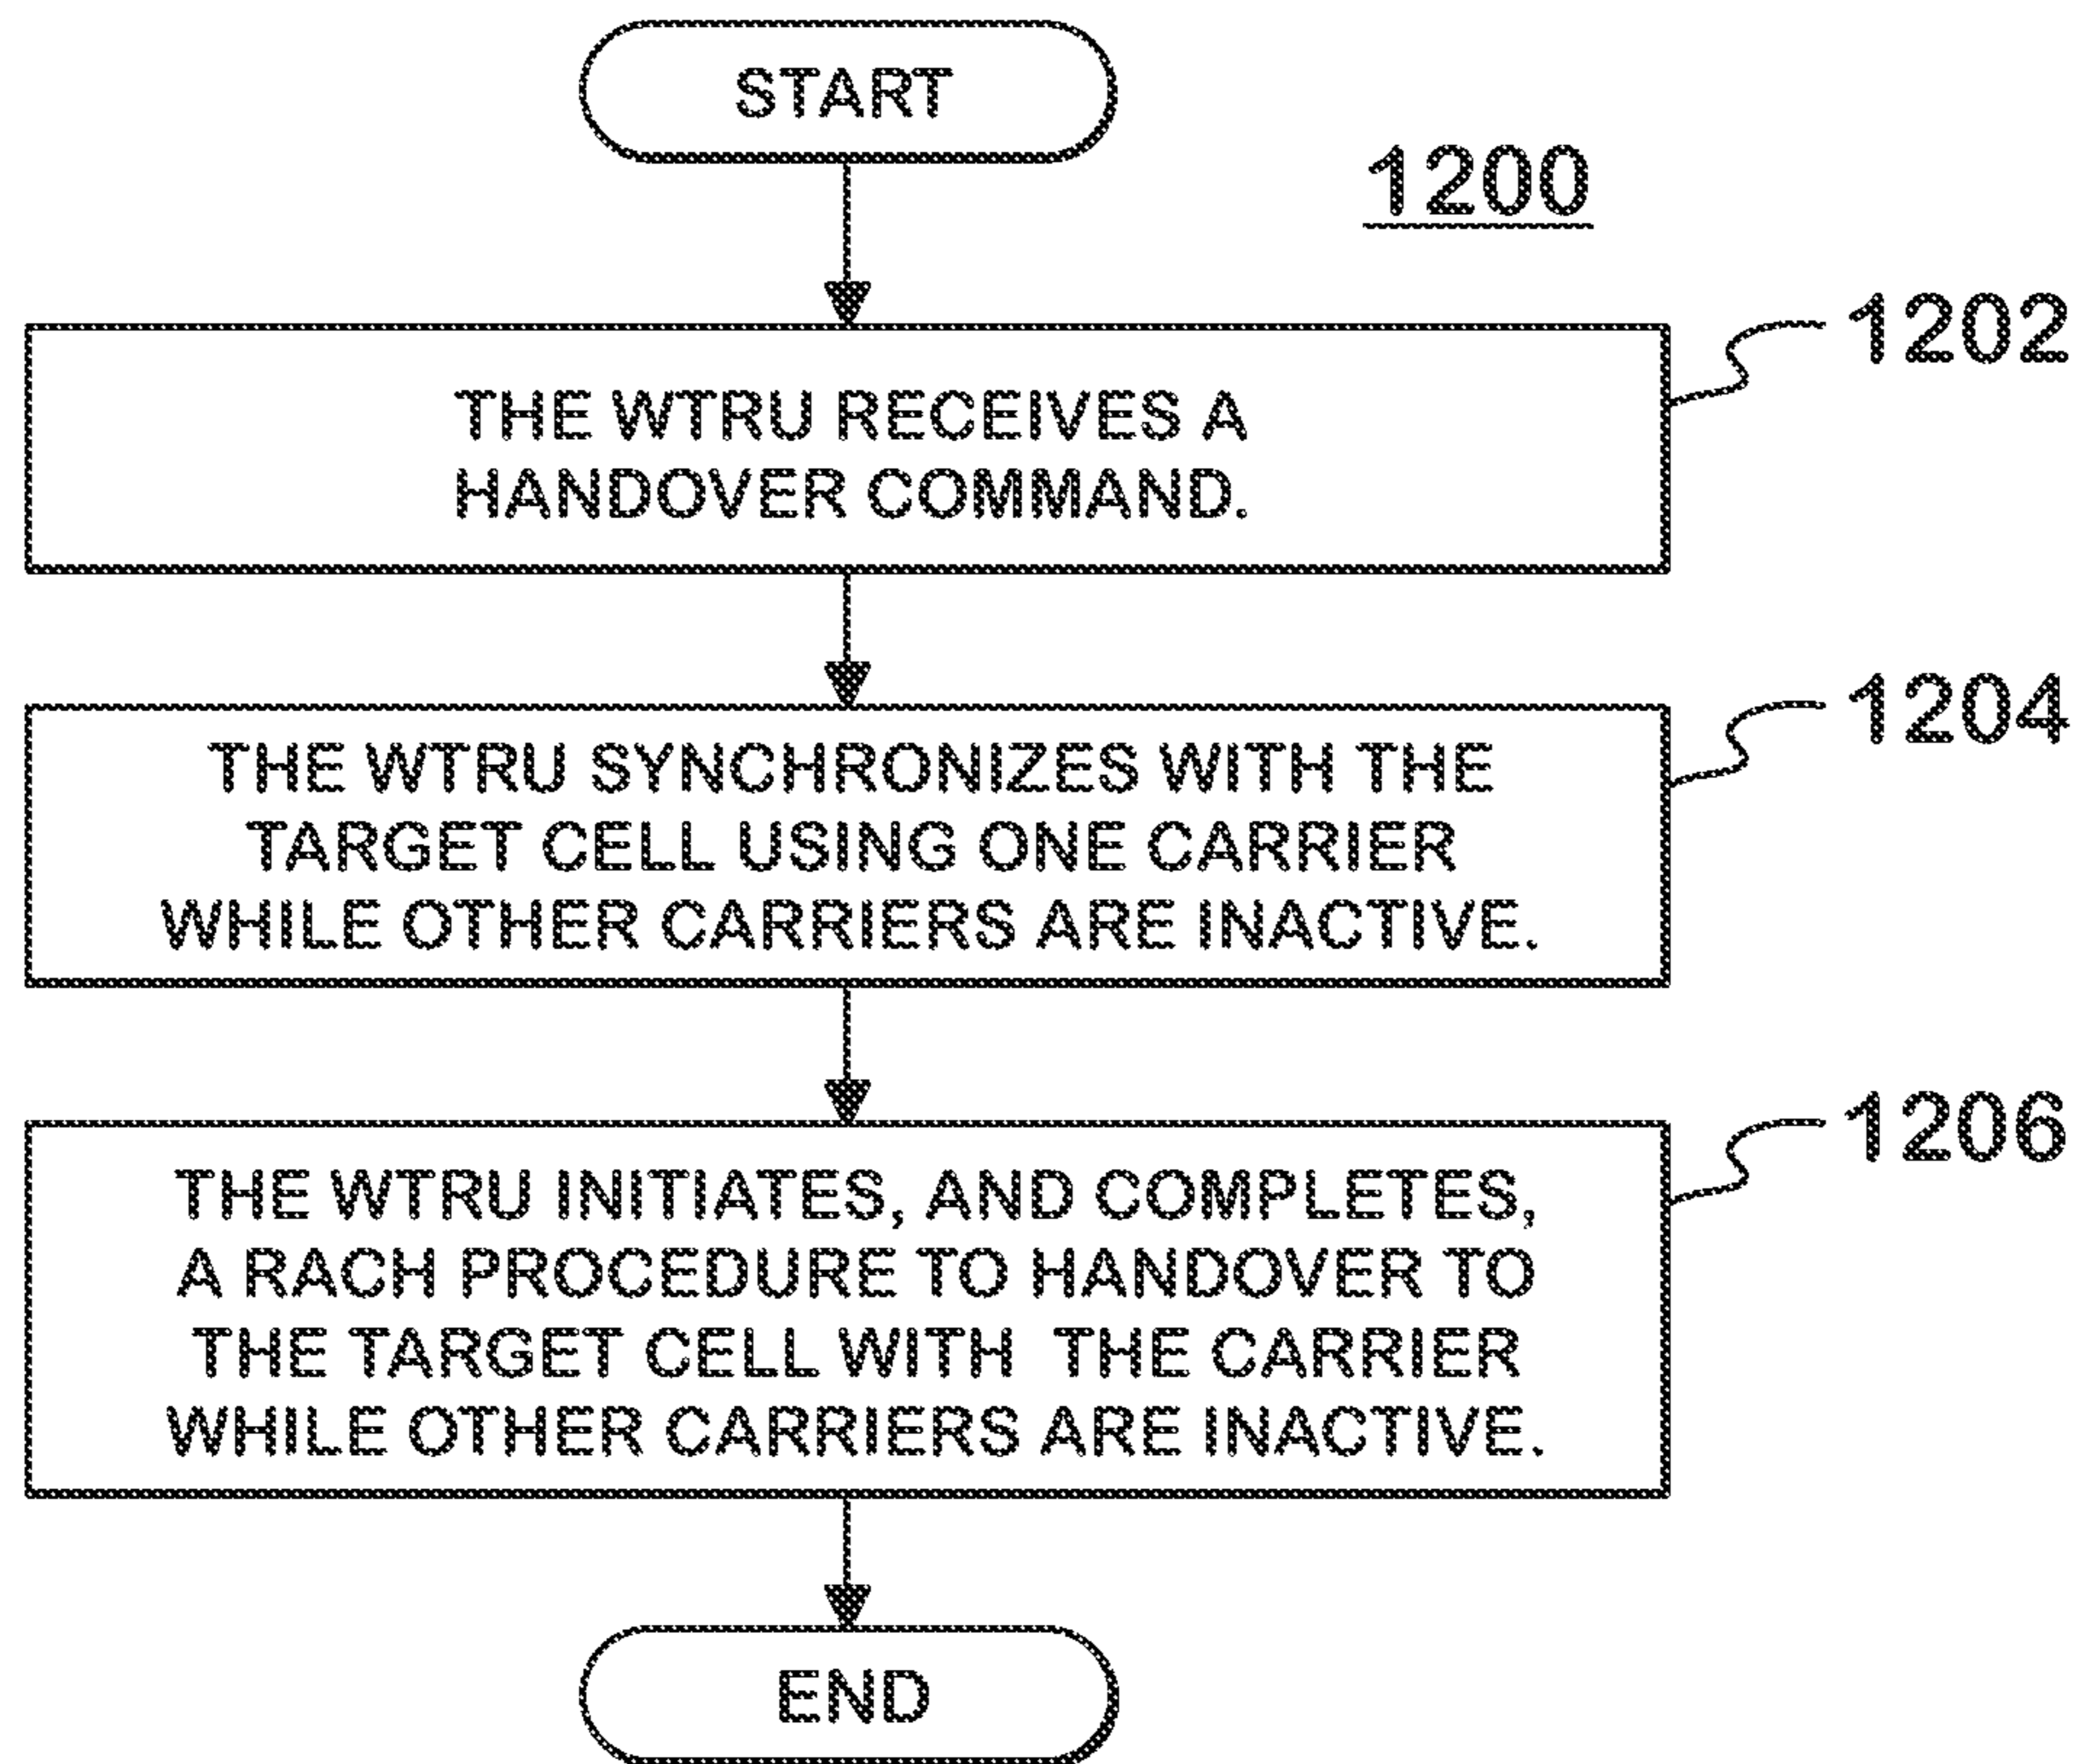 START
1200
1202
THE WTRU RECEIVES A
HANDOVER COMMAND.
1204
THE WTRU SYNCHRONIZES WITH THE
TARGET CELL USING ONE CARRIER
WHILE OTHER CARRIERS ARE INACTIVE.
1206
THE WTRU INITIATES, AND COMPLETES,
A RACH PROCEDURE TO HANDOVER TO
THE TARGET CELL WITH THE CARRIER
WHILE OTHER CARRIERS ARE INACTIVE.
END